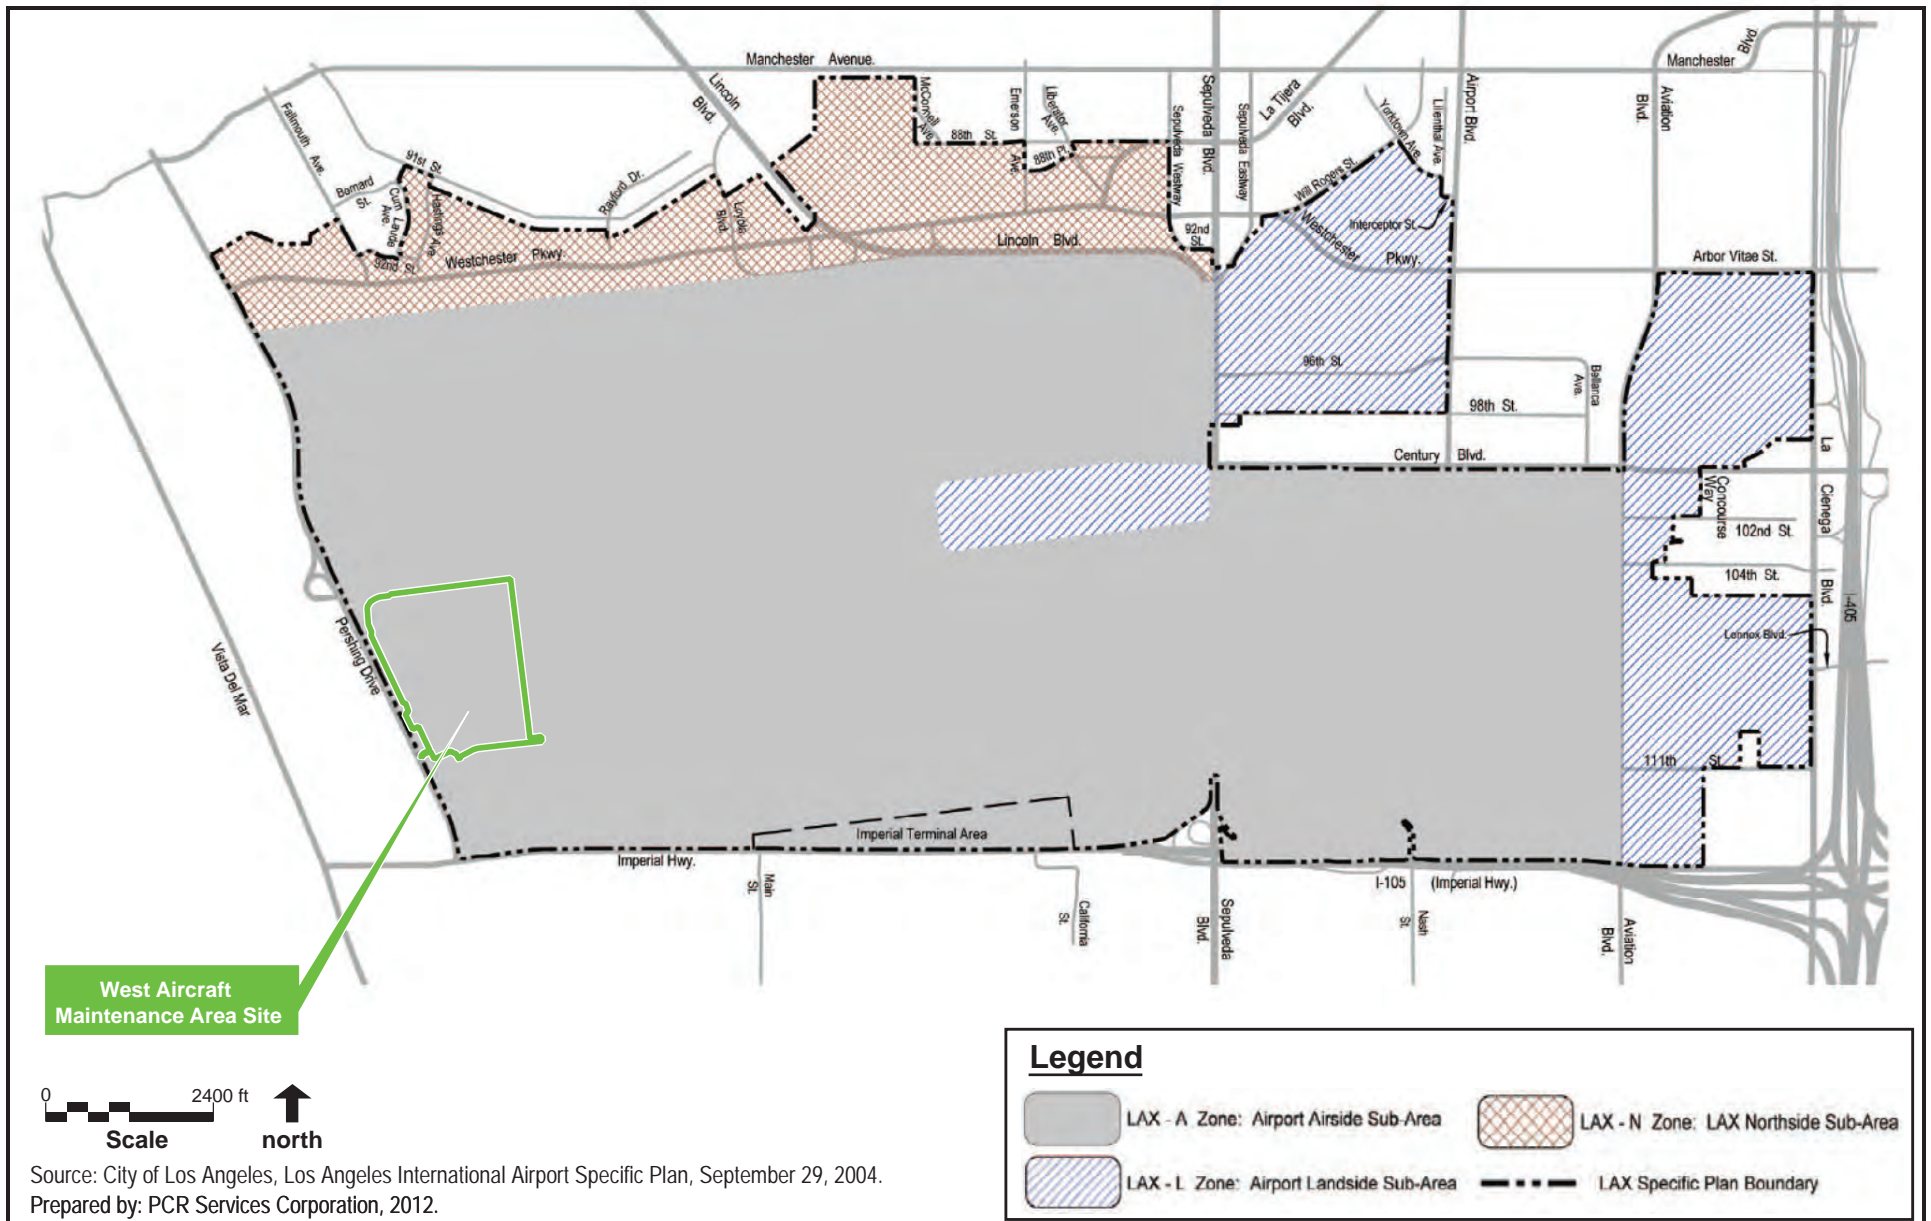 Manchester Avenue.
Manchester
Blvd.
Lincoln
Blvd.
McConnell
Ave.
Emerson
Ave.
Liberator
Ave.
Sepulveda Westway
Sepulveda Blvd.
Sepulveda Eastway
La Tijera
Blvd.
Yorktown Ave.
Lilienthal Ave.
Airport Blvd.
Aviation
Blvd.
Fallmouth
Ave.
91st St.
88th St.
88th Pl.
Will Rogers St.
Bernard
St.
Cum Laude
Ave.
Hastings Ave.
Rayford Dr.
Loyola
Blvd.
Interceptor St.
92nd St.
Westchester Pkwy.
Lincoln Blvd.
92nd
St.
Westchester
Pkwy.
Arbor Vitae St.
96th St.
Bellanca
Ave.
98th St.
Century Blvd.
La
Cienega
Blvd.
Concourse
Way
102nd St.
104th St.
I-405
Lennox Blvd.
Pershing Drive
Vista Del Mar
111th St.
Imperial Terminal Area
Imperial Hwy.
Main
St.
California
St.
Sepulveda
Blvd.
I-105 (Imperial Hwy.)
Nash
St.
Aviation
Blvd.
West Aircraft
Maintenance Area Site
0 2400 ft
Scale north
Source: City of Los Angeles, Los Angeles International Airport Specific Plan, September 29, 2004.
Prepared by: PCR Services Corporation, 2012.
Legend
LAX - A Zone: Airport Airside Sub-Area
LAX - N Zone: LAX Northside Sub-Area
LAX - L Zone: Airport Landside Sub-Area
LAX Specific Plan Boundary